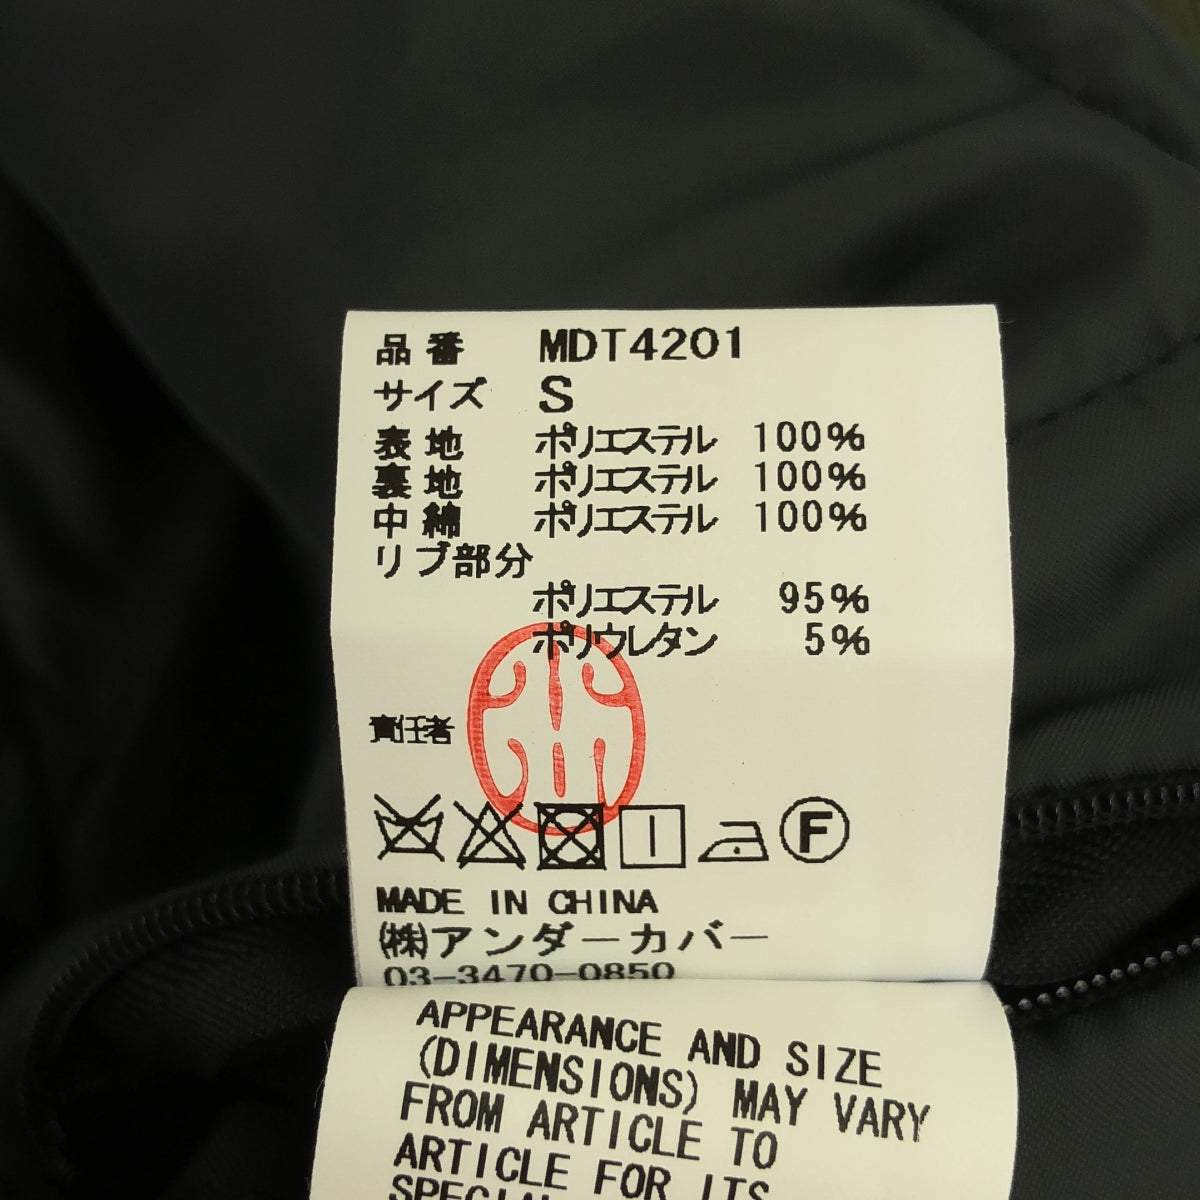 品番 MDT4201
サイズ S
表地 ポリエステル 100%
裏地 ポリエステル 100%
中綿 ポリエステル 100%
リブ部分
ポリエステル 95%
ポリウレタン 5%
責任者
F
MADE IN CHINA
(株)アンダーカバー
03-3470-0850
APPEARANCE AND SIZE
(DIMENSIONS) MAY VARY
FROM ARTICLE TO
ARTICLE FOR ITS